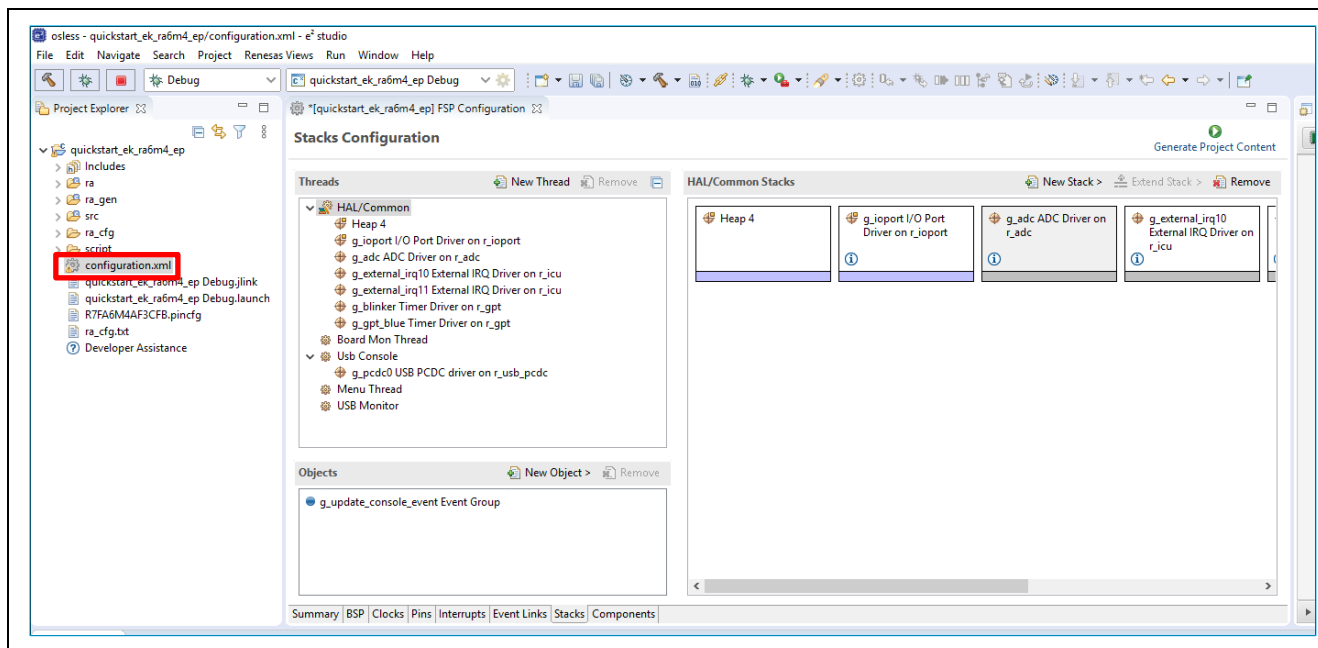 osless - quickstart_ek_ra6m4_ep/configuration.xml - e² studio
File Edit Navigate Search Project Renesas Views Run Window Help
Debug
quickstart_ek_ra6m4_ep Debug
Project Explorer
*[quickstart_ek_ra6m4_ep] FSP Configuration
quickstart_ek_ra6m4_ep
Includes
ra
ra_gen
src
ra_cfg
script
configuration.xml
quickstart_ek_ra6m4_ep Debug.jlink
quickstart_ek_ra6m4_ep Debug.launch
R7FA6M4AF3CFB.pincfg
ra_cfg.txt
Developer Assistance
Stacks Configuration
Generate Project Content
Threads
New Thread
Remove
HAL/Common
Heap 4
g_ioport I/O Port Driver on r_ioport
g_adc ADC Driver on r_adc
g_external_irq10 External IRQ Driver on r_icu
g_external_irq11 External IRQ Driver on r_icu
g_blinker Timer Driver on r_gpt
g_gpt_blue Timer Driver on r_gpt
Board Mon Thread
Usb Console
g_pcdc0 USB PCDC driver on r_usb_pcdc
Menu Thread
USB Monitor
Objects
New Object >
Remove
g_update_console_event Event Group
HAL/Common Stacks
New Stack >
Extend Stack >
Remove
Heap 4
g_ioport I/O Port
Driver on r_ioport
g_adc ADC Driver on
r_adc
g_external_irq10
External IRQ Driver on
r_icu
Summary BSP Clocks Pins Interrupts Event Links Stacks Components